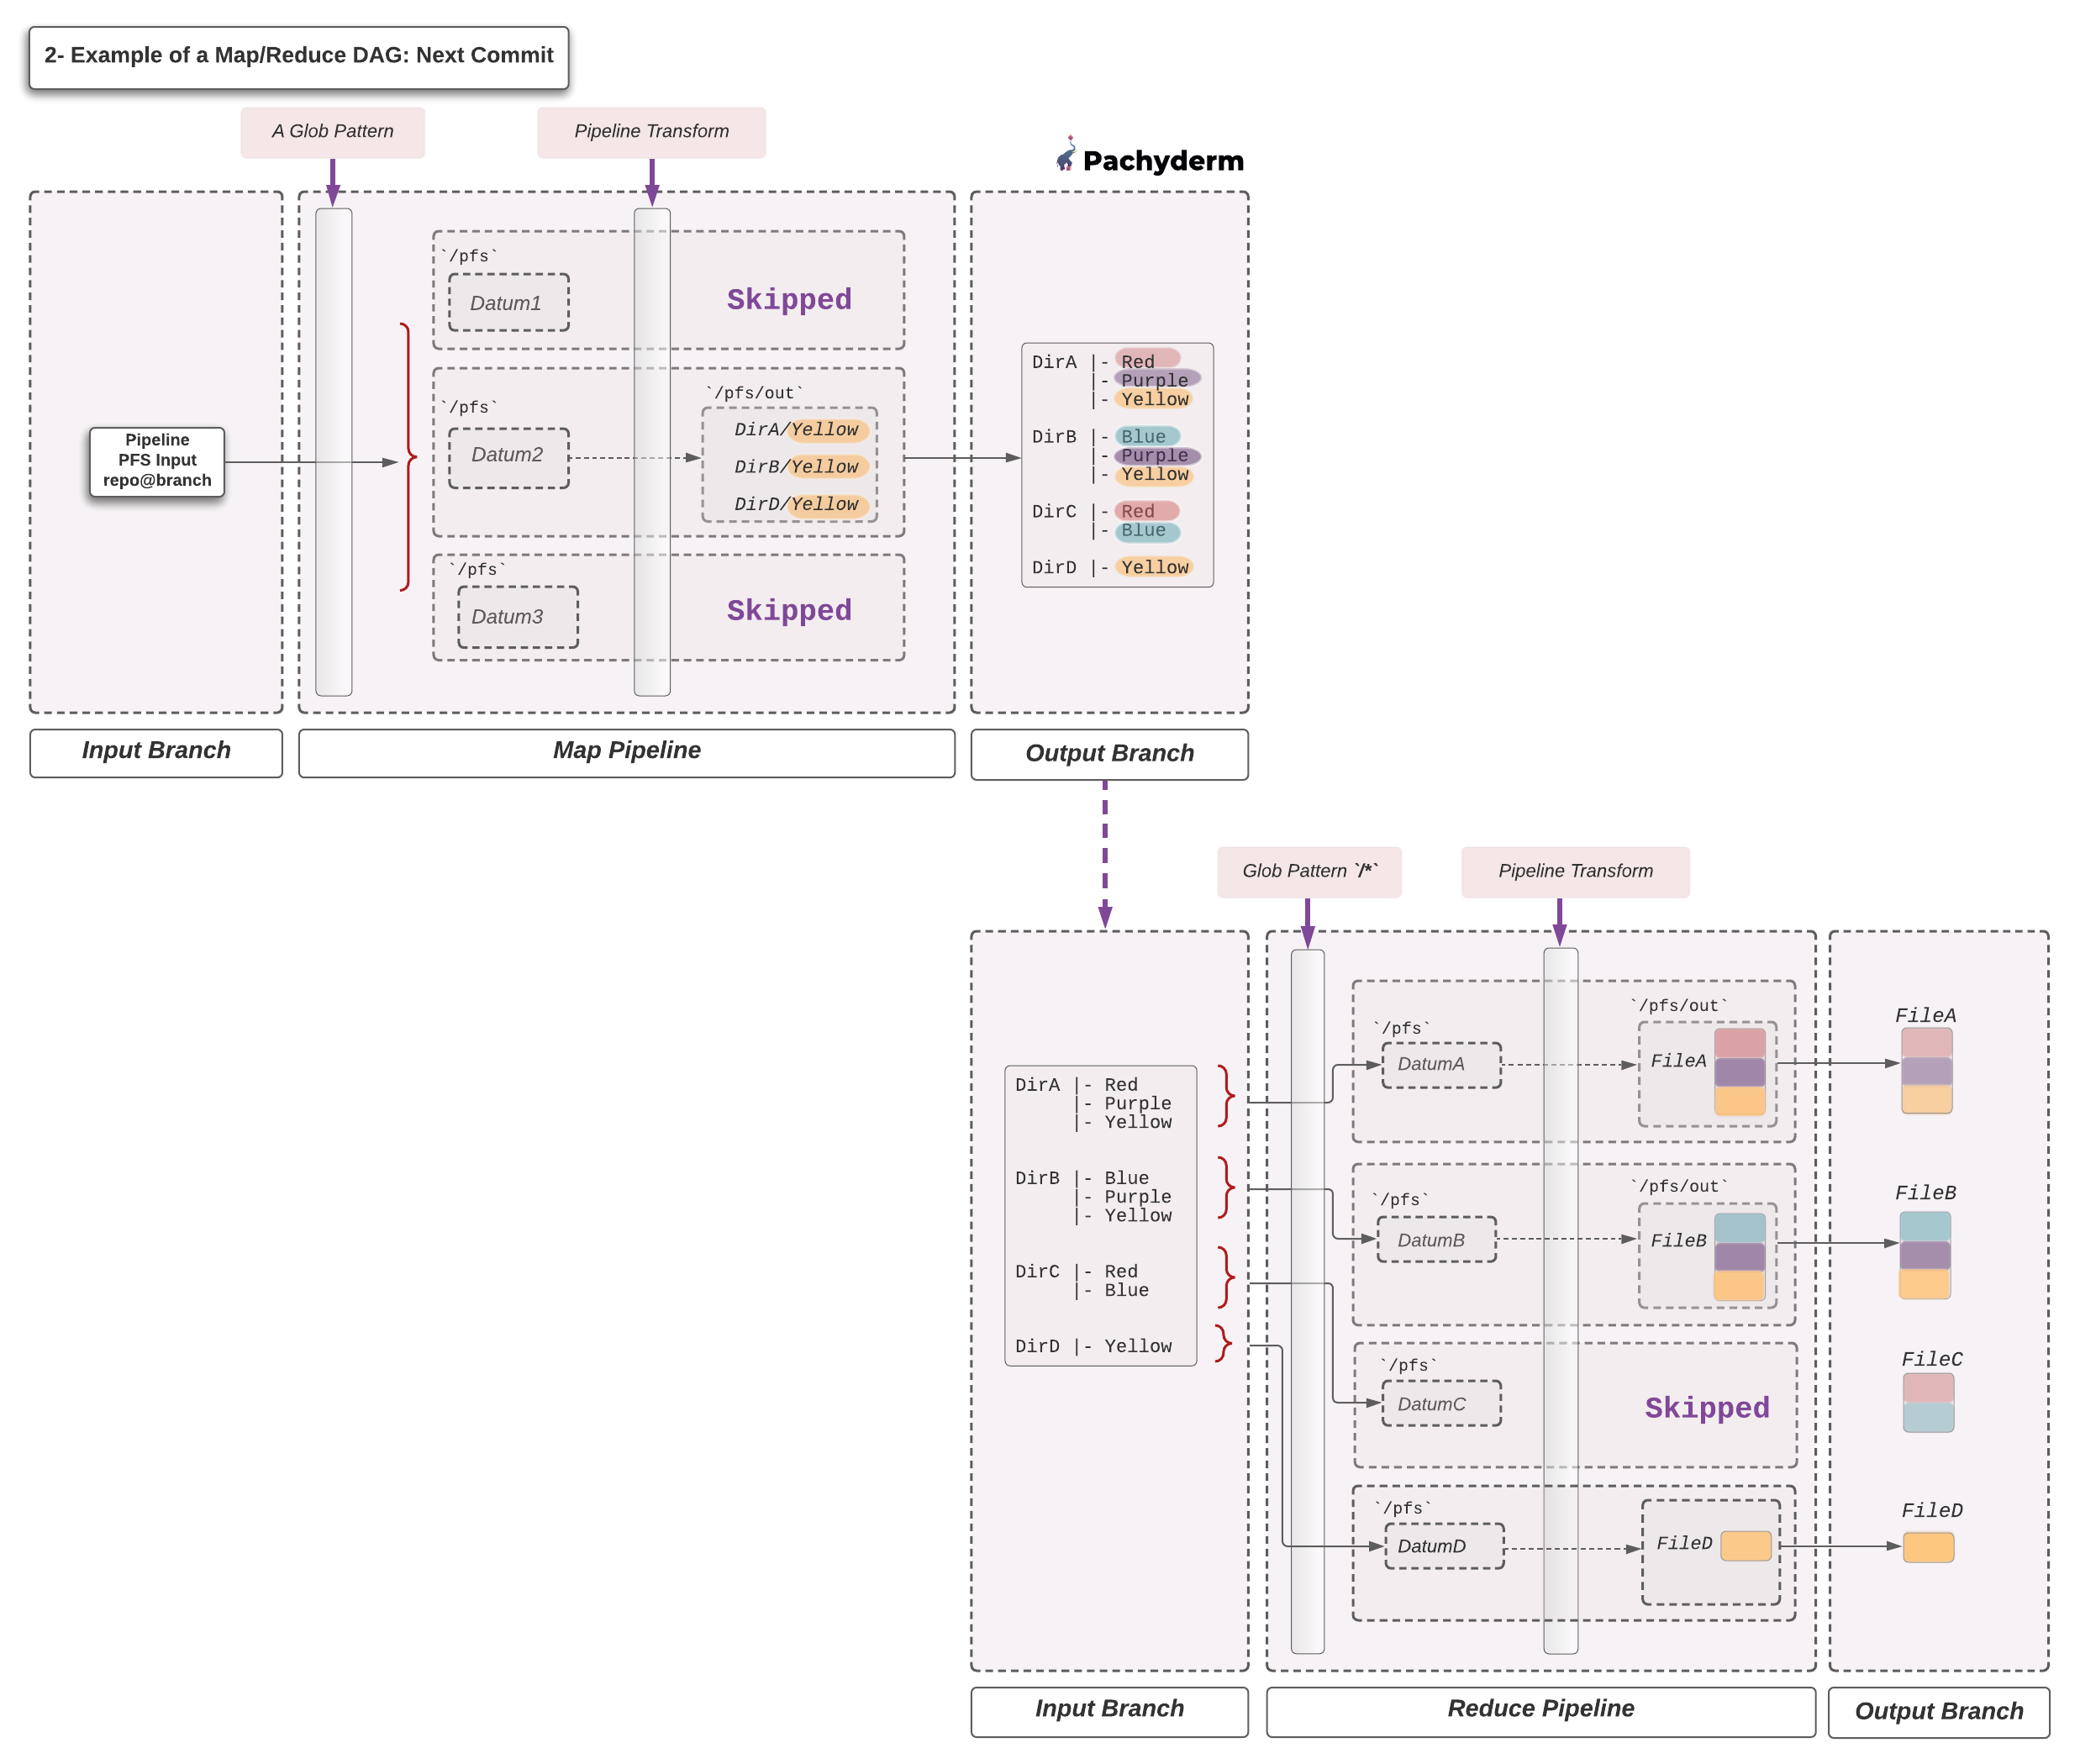 2- Example of a Map/Reduce DAG: Next Commit
A Glob Pattern
Pipeline Transform
Pachyderm
Pipeline
PFS Input
repo@branch
`/pfs`
Datum1
Skipped
`/pfs`
Datum2
`/pfs/out`
DirA/Yellow
DirB/Yellow
DirD/Yellow
`/pfs`
Datum3
Skipped
DirA |- Red
|- Purple
|- Yellow
DirB |- Blue
|- Purple
|- Yellow
DirC |- Red
|- Blue
DirD |- Yellow
Input Branch
Map Pipeline
Output Branch
Glob Pattern `/*`
Pipeline Transform
DirA |- Red
|- Purple
|- Yellow
DirB |- Blue
|- Purple
|- Yellow
DirC |- Red
|- Blue
DirD |- Yellow
`/pfs`
DatumA
`/pfs/out`
FileA
FileA
`/pfs`
DatumB
`/pfs/out`
FileB
FileB
`/pfs`
DatumC
Skipped
FileC
`/pfs`
DatumD
FileD
FileD
Input Branch
Reduce Pipeline
Output Branch